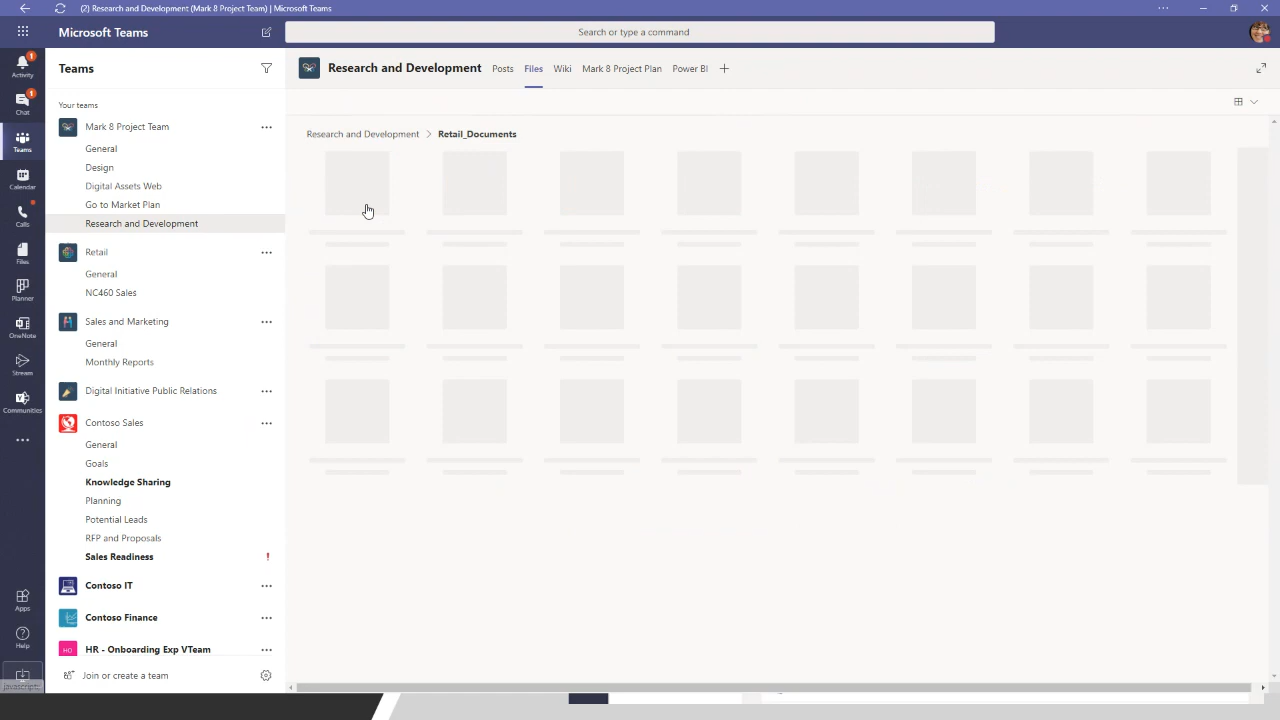 (2) Research and Development (Mark 8 Project Team) | Microsoft Teams
Microsoft Teams
Search or type a command
Activity
1
Chat
1
Teams
Calendar
Calls
Files
Planner
OneNote
Stream
Communities
Apps
Help
javascript:
Teams
Your teams
Mark 8 Project Team
General
Design
Digital Assets Web
Go to Market Plan
Research and Development
Retail
General
NC460 Sales
Sales and Marketing
General
Monthly Reports
Digital Initiative Public Relations
Contoso Sales
General
Goals
Knowledge Sharing
Planning
Potential Leads
RFP and Proposals
Sales Readiness !
Contoso IT
Contoso Finance
HO HR - Onboarding Exp VTeam
Join or create a team
Research and Development Posts Files Wiki Mark 8 Project Plan Power BI
Research and Development > Retail_Documents